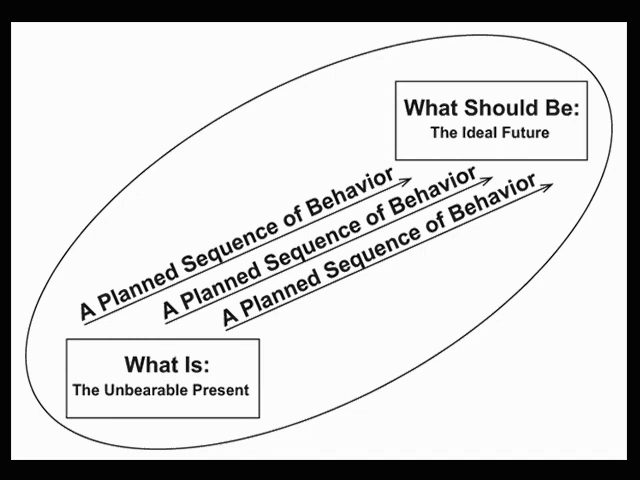 What Should Be:
The Ideal Future
A Planned Sequence of Behavior
A Planned Sequence of Behavior
A Planned Sequence of Behavior
What Is:
The Unbearable Present